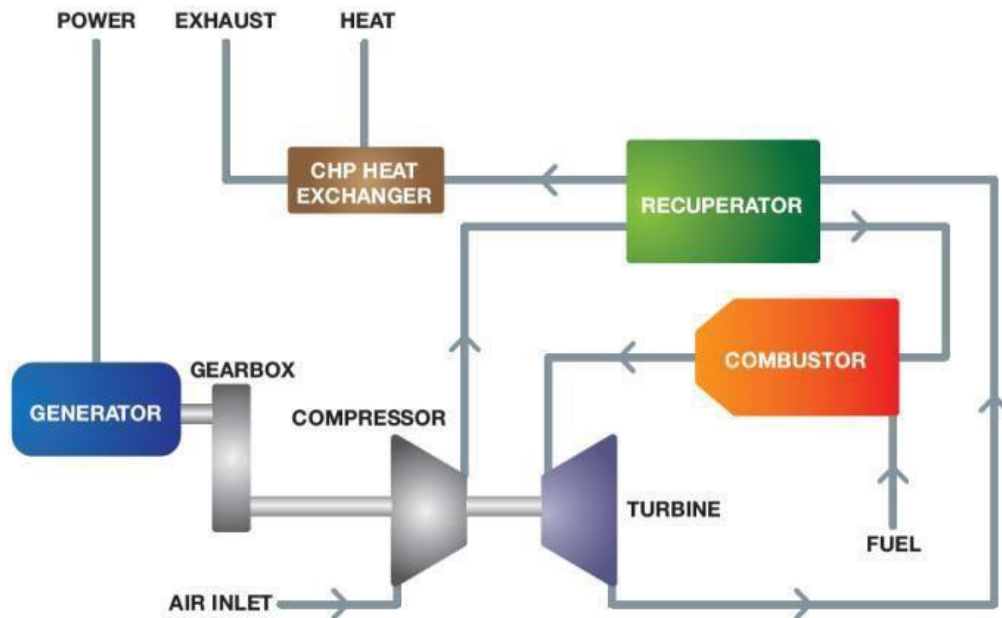 POWER
EXHAUST
HEAT
CHP HEAT
EXCHANGER
RECUPERATOR
GEARBOX
COMBUSTOR
GENERATOR
COMPRESSOR
TURBINE
FUEL
AIR INLET